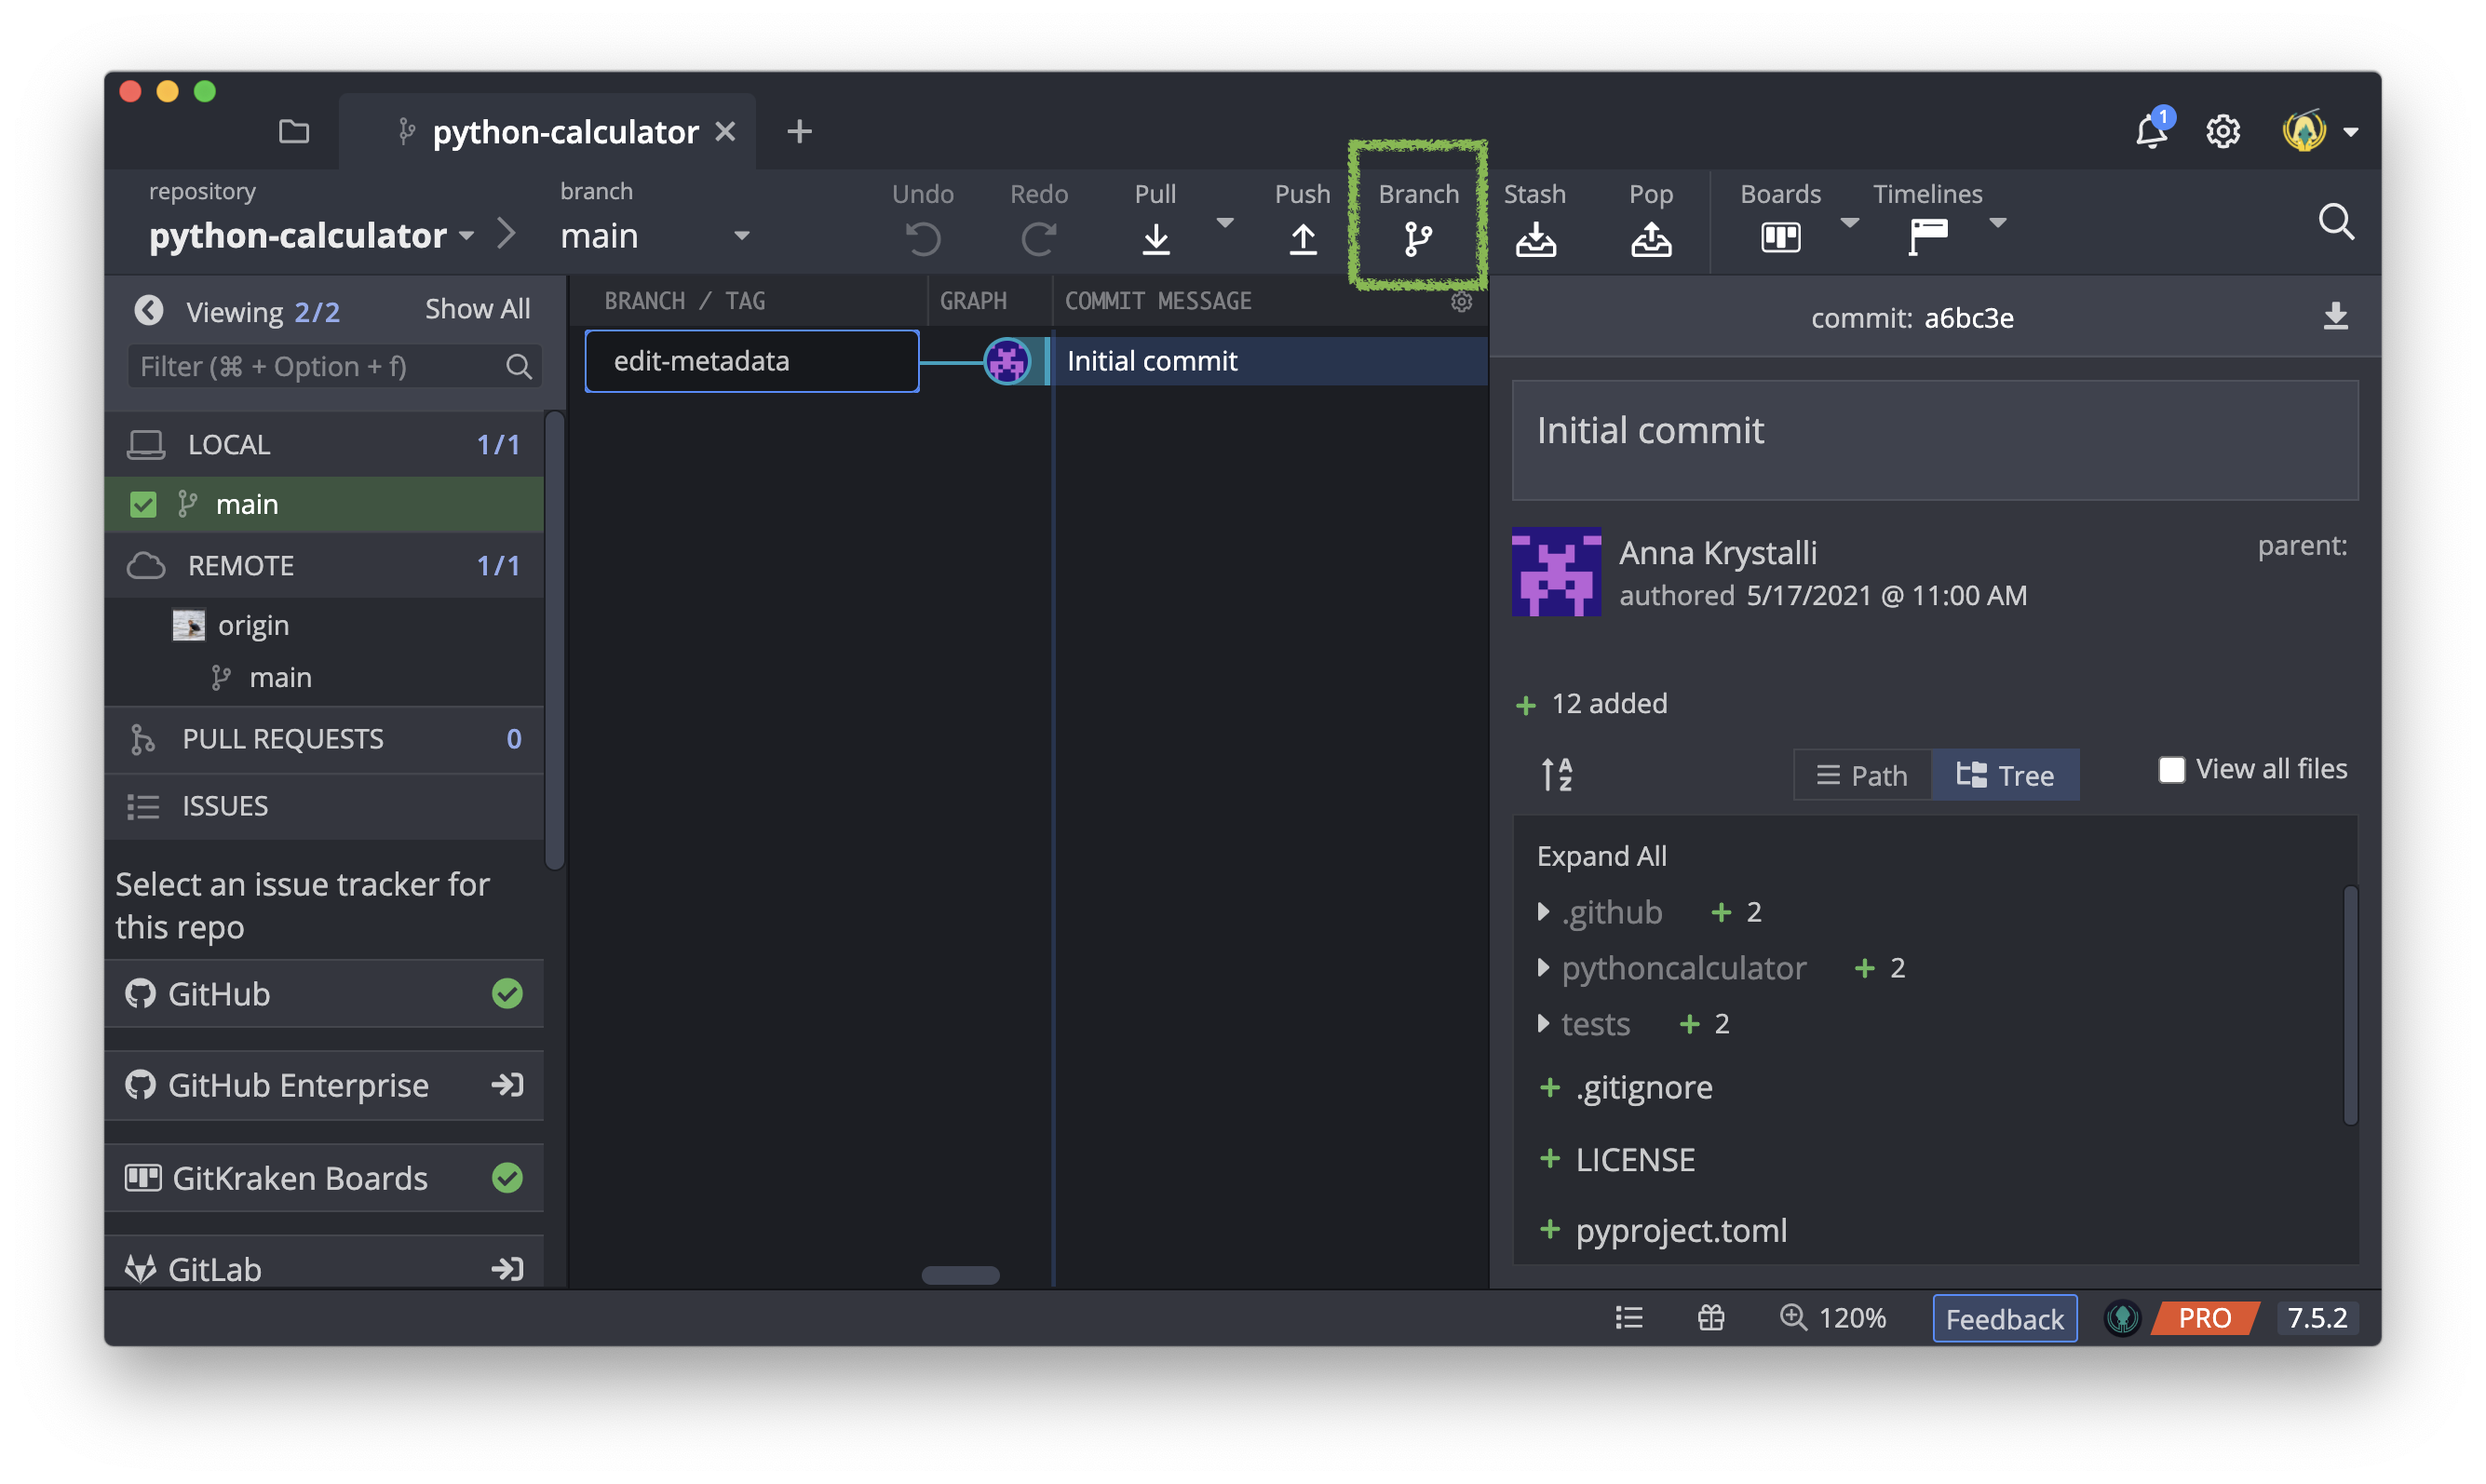 python-calculator
1
repository
python-calculator
branch
main
Undo
Redo
Pull
Push
Branch
Stash
Pop
Boards
Timelines
Viewing 2/2
Show All
Filter (⌘ + Option + f)
LOCAL 1/1
main
REMOTE 1/1
origin
main
PULL REQUESTS 0
ISSUES
Select an issue tracker for
this repo
GitHub
GitHub Enterprise
GitKraken Boards
GitLab
BRANCH / TAG
GRAPH
COMMIT MESSAGE
edit-metadata
Initial commit
commit: a6bc3e
Initial commit
Anna Krystalli
authored 5/17/2021 @ 11:00 AM
parent:
+ 12 added
A
Z
Path
Tree
View all files
Expand All
.github + 2
pythoncalculator + 2
tests + 2
+ .gitignore
+ LICENSE
+ pyproject.toml
120%
Feedback
PRO
7.5.2